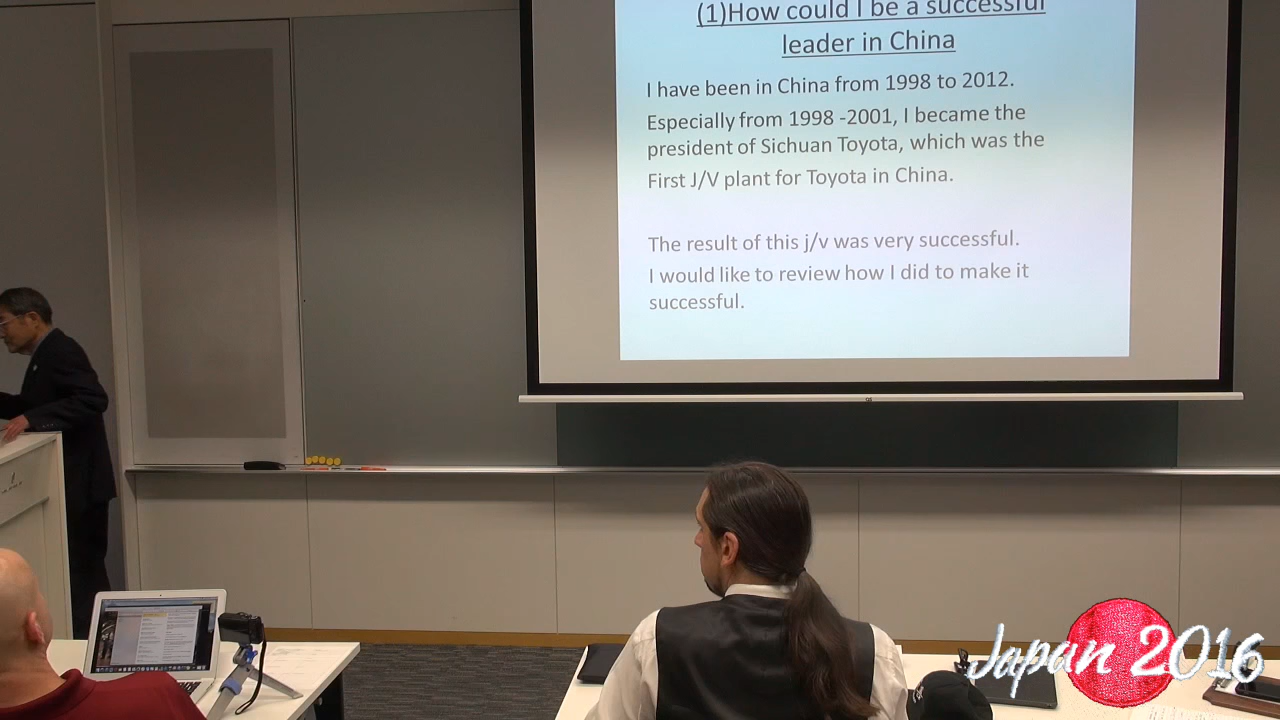 (1)How could I be a successful
leader in China
I have been in China from 1998 to 2012.
Especially from 1998 -2001, I became the
president of Sichuan Toyota, which was the
First J/V plant for Toyota in China.
The result of this j/v was very successful.
I would like to review how I did to make it
successful.
Japan 2016